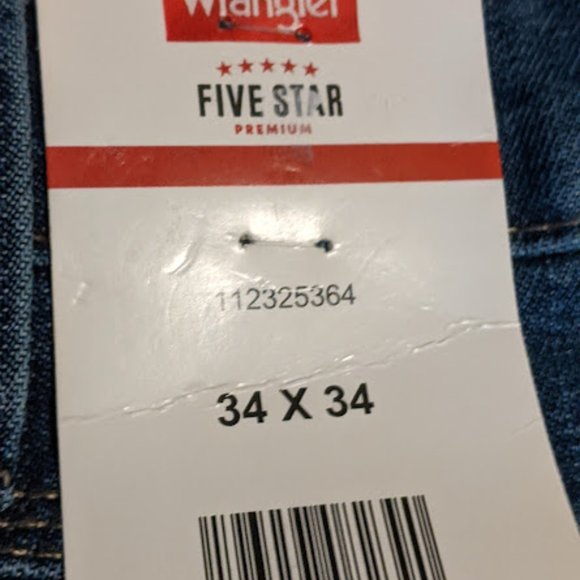 Wrangler
FIVE STAR
PREMIUM
112325364
34 X 34